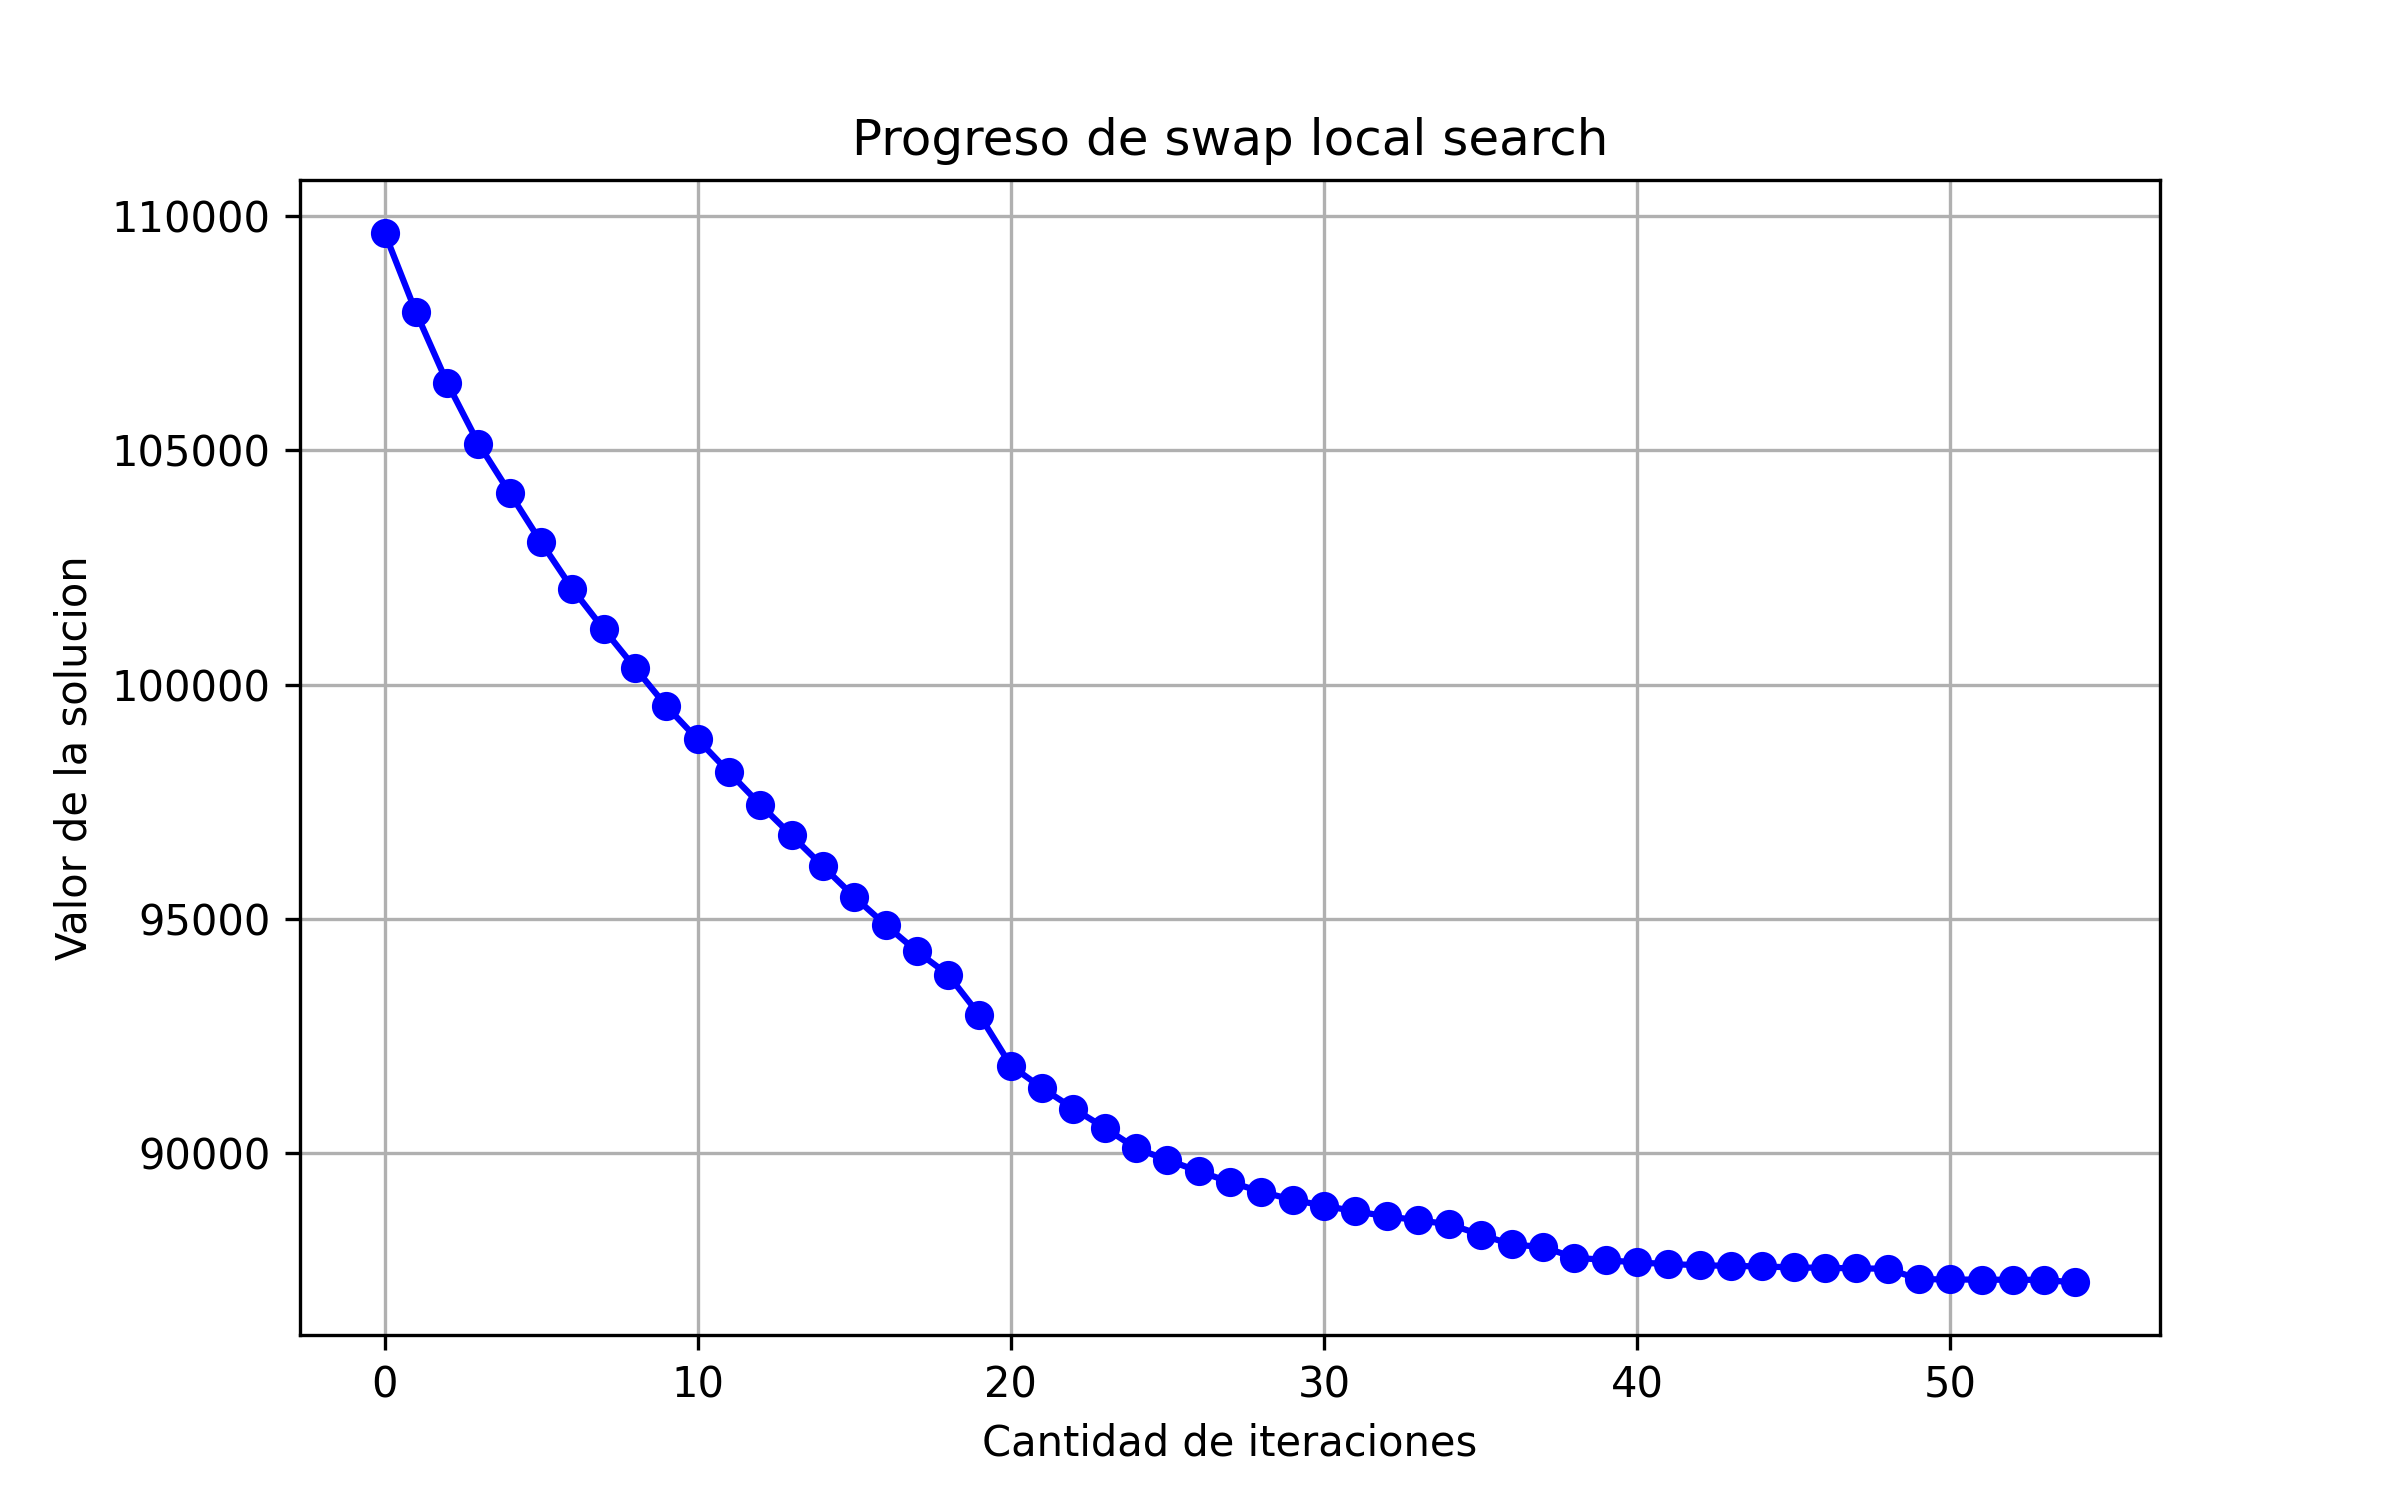 Progreso de swap local search
110000
105000
100000
95000
90000
Valor de la solucion
0 10 20 30 40 50
Cantidad de iteraciones